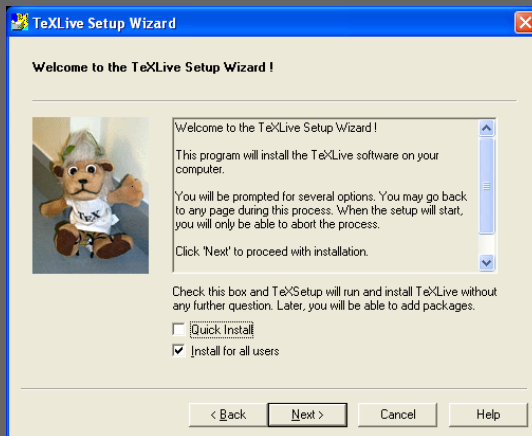 TeXLive Setup Wizard
Welcome to the TeXLive Setup Wizard !
TEX
Welcome to the TeXLive Setup Wizard !
This program will install the TeXLive software on your
computer.
You will be prompted for several options. You may go back
to any page during this process. When the setup will start,
you will only be able to abort the process.
Click 'Next' to proceed with installation.
Check this box and TeXSetup will run and install TeXLive without
any further question. Later, you will be able to add packages.
Quick Install
Install for all users
< Back
Next >
Cancel
Help